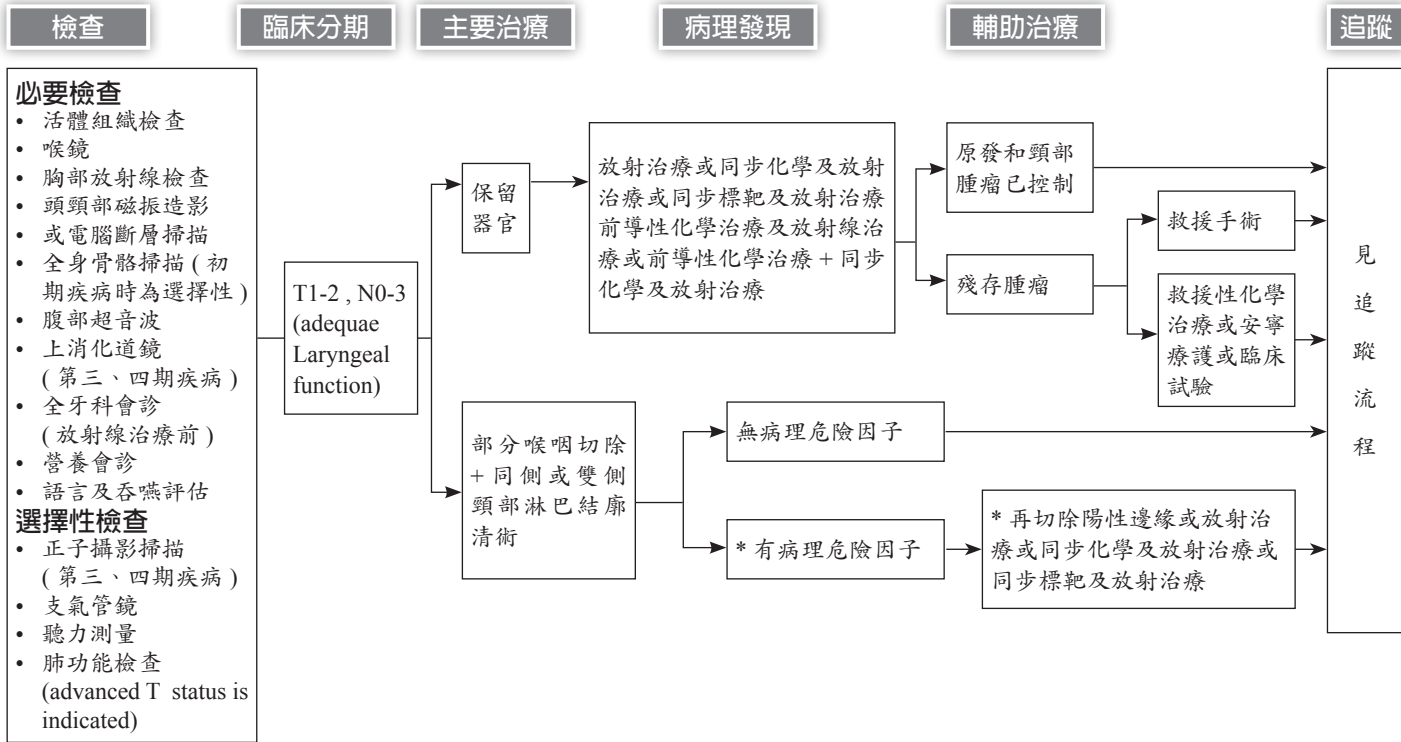 檢查
臨床分期
主要治療
病理發現
輔助治療
追蹤
必要檢查
• 活體組織檢查
• 喉鏡
• 胸部放射線檢查
• 頭頸部磁振造影
• 或電腦斷層掃描
• 全身骨骼掃描 ( 初
期疾病時為選擇性 )
• 腹部超音波
• 上消化道鏡
( 第三、四期疾病 )
• 全牙科會診
( 放射線治療前 )
• 營養會診
• 語言及吞嚥評估
選擇性檢查
• 正子攝影掃描
( 第三、四期疾病 )
• 支氣管鏡
• 聽力測量
• 肺功能檢查
(advanced T status is
indicated)
T1-2 , N0-3
(adequae
Laryngeal
function)
保留
器官
放射治療或同步化學及放射
治療或同步標靶及放射治療
前導性化學治療及放射線治
療或前導性化學治療 + 同步
化學及放射治療
原發和頸部
腫瘤已控制
殘存腫瘤
救援手術
救援性化學
治療或安寧
療護或臨床
試驗
部分喉咽切除
+ 同側或雙側
頸部淋巴結廓
清術
無病理危險因子
* 有病理危險因子
* 再切除陽性邊緣或放射治
療或同步化學及放射治療或
同步標靶及放射治療
見
追
蹤
流
程